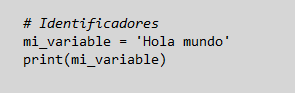 # Identificadores
mi_variable = 'Hola mundo'
print(mi_variable)